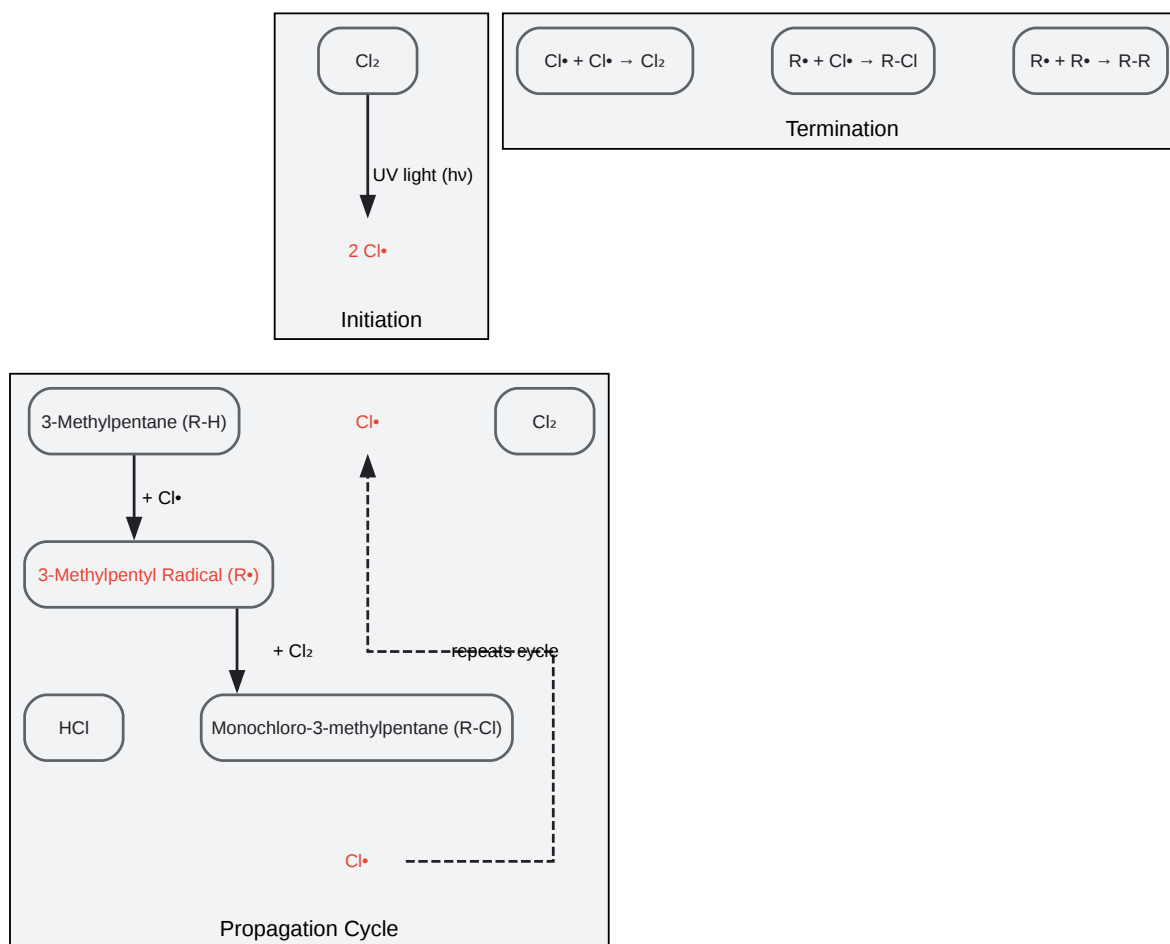 Cl₂
UV light (hν)
2 Cl•
Initiation
Cl• + Cl• → Cl₂
R• + Cl• → R-Cl
R• + R• → R-R
Termination
3-Methylpentane (R-H)
Cl•
Cl₂
+ Cl•
3-Methylpentyl Radical (R•)
+ Cl₂
repeats cycle
HCl
Monochloro-3-methylpentane (R-Cl)
Cl•
Propagation Cycle